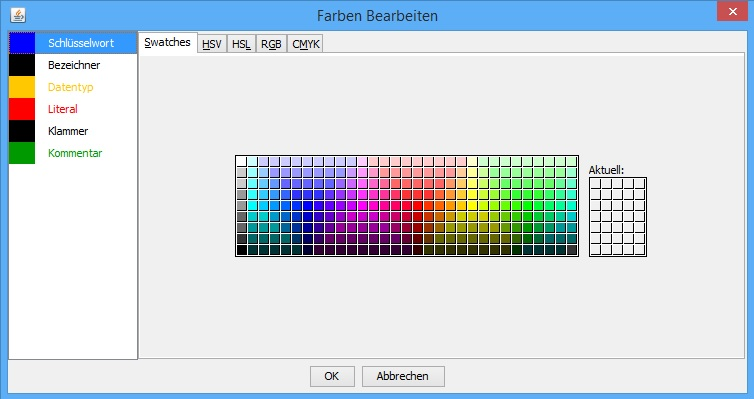 Farben Bearbeiten
Schlüsselwort
Bezeichner
Datentyp
Literal
Klammer
Kommentar
Swatches HSV HSL RGB CMYK
Aktuell:
OK Abbrechen